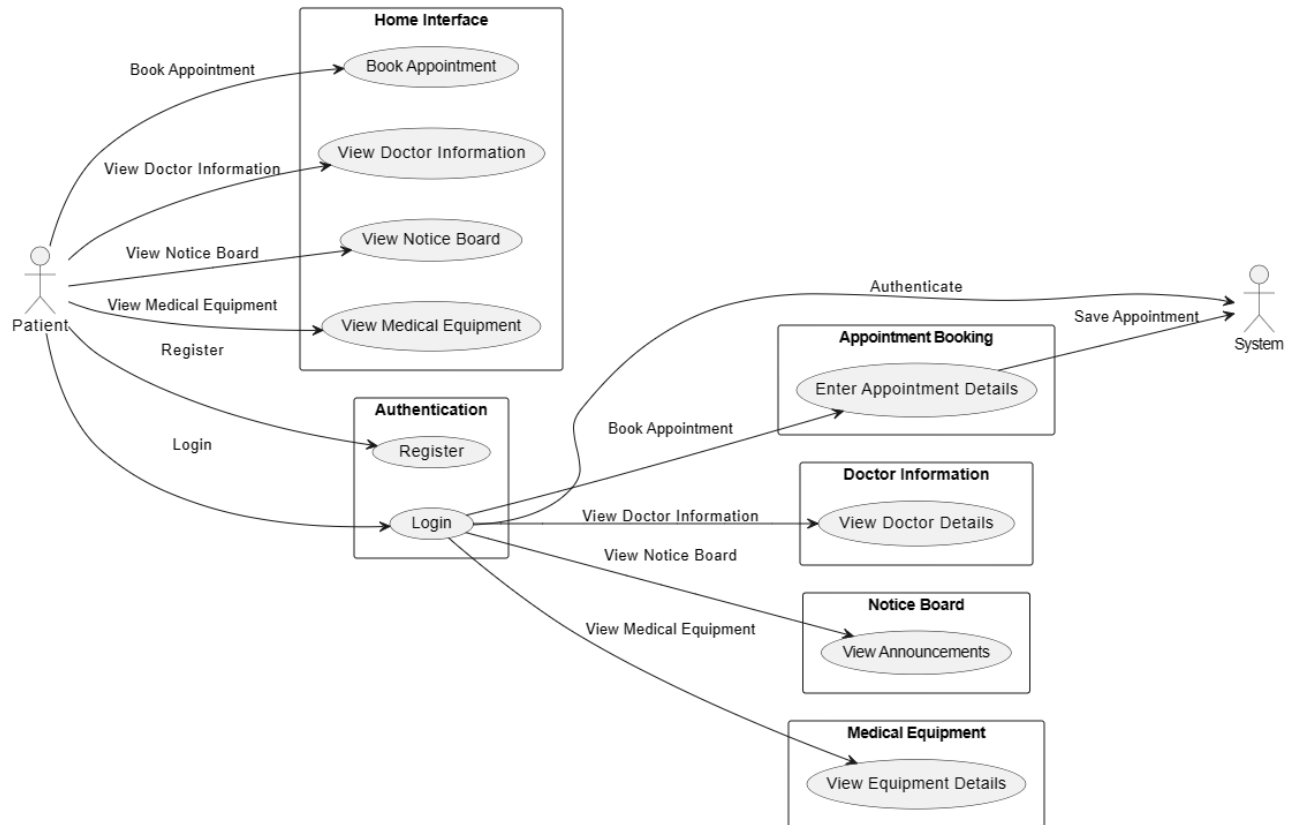 Home Interface
Book Appointment
Book Appointment
View Doctor Information
View Doctor Information
View Notice Board
View Notice Board
View Medical Equipment
View Medical Equipment
Patient
Register
Login
Authentication
Register
Login
Authenticate
Save Appointment
System
Appointment Booking
Enter Appointment Details
Book Appointment
Doctor Information
View Doctor Information
View Doctor Details
View Notice Board
Notice Board
View Announcements
View Medical Equipment
Medical Equipment
View Equipment Details